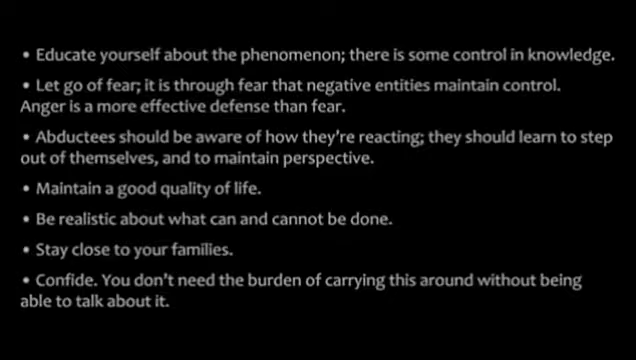 • Educate yourself about the phenomenon; there is some control in knowledge.
• Let go of fear; it is through fear that negative entities maintain control.
Anger is a more effective defense than fear.
• Abductees should be aware of how they're reacting; they should learn to step
out of themselves, and to maintain perspective.
• Maintain a good quality of life.
• Be realistic about what can and cannot be done.
• Stay close to your families.
• Confide. You don't need the burden of carrying this around without being
able to talk about it.